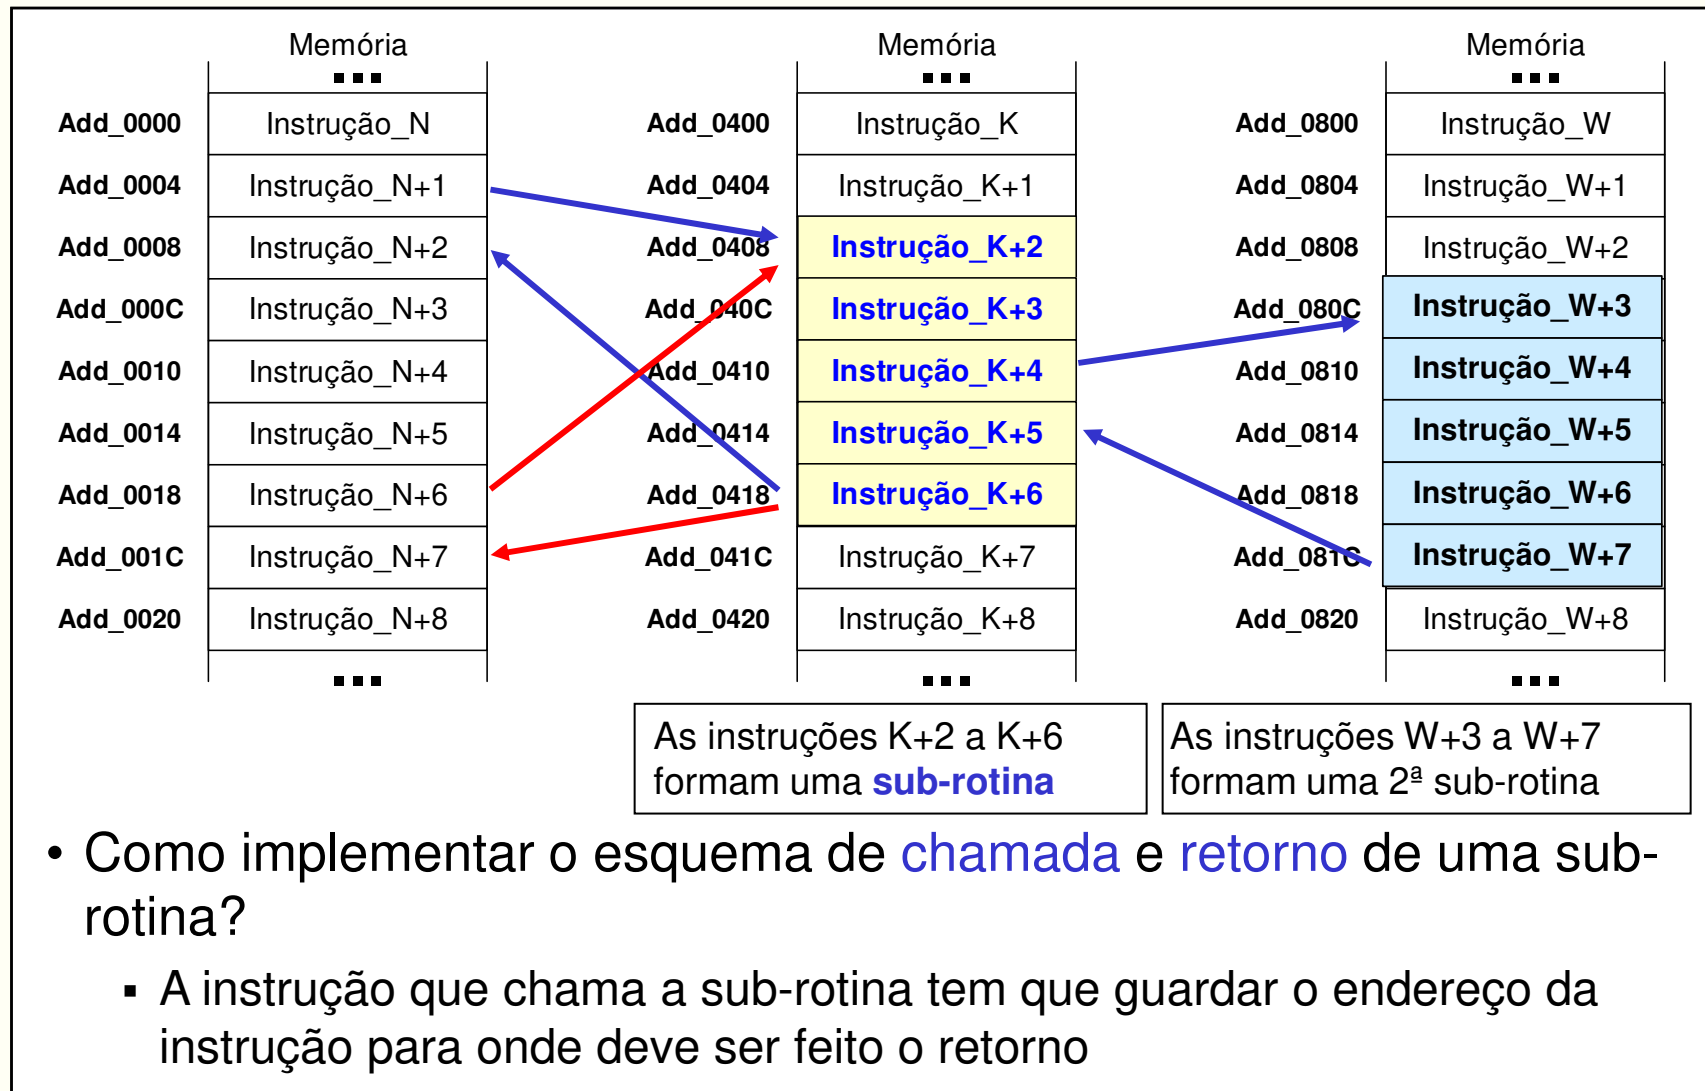 Memória Memória Memória
... ... ...
Add_0000 Instrução_N Add_0400 Instrução_K Add_0800 Instrução_W
Add_0004 Instrução_N+1 Add_0404 Instrução_K+1 Add_0804 Instrução_W+1
Add_0008 Instrução_N+2 Add_0408 Instrução_K+2 Add_0808 Instrução_W+2
Add_000C Instrução_N+3 Add_040C Instrução_K+3 Add_080C Instrução_W+3
Add_0010 Instrução_N+4 Add_0410 Instrução_K+4 Add_0810 Instrução_W+4
Add_0014 Instrução_N+5 Add_0414 Instrução_K+5 Add_0814 Instrução_W+5
Add_0018 Instrução_N+6 Add_0418 Instrução_K+6 Add_0818 Instrução_W+6
Add_001C Instrução_N+7 Add_041C Instrução_K+7 Add_081C Instrução_W+7
Add_0020 Instrução_N+8 Add_0420 Instrução_K+8 Add_0820 Instrução_W+8
... ... ...
As instruções K+2 a K+6
formam uma sub-rotina
As instruções W+3 a W+7
formam uma 2ª sub-rotina
• Como implementar o esquema de chamada e retorno de uma sub-
rotina?
▪ A instrução que chama a sub-rotina tem que guardar o endereço da
instrução para onde deve ser feito o retorno